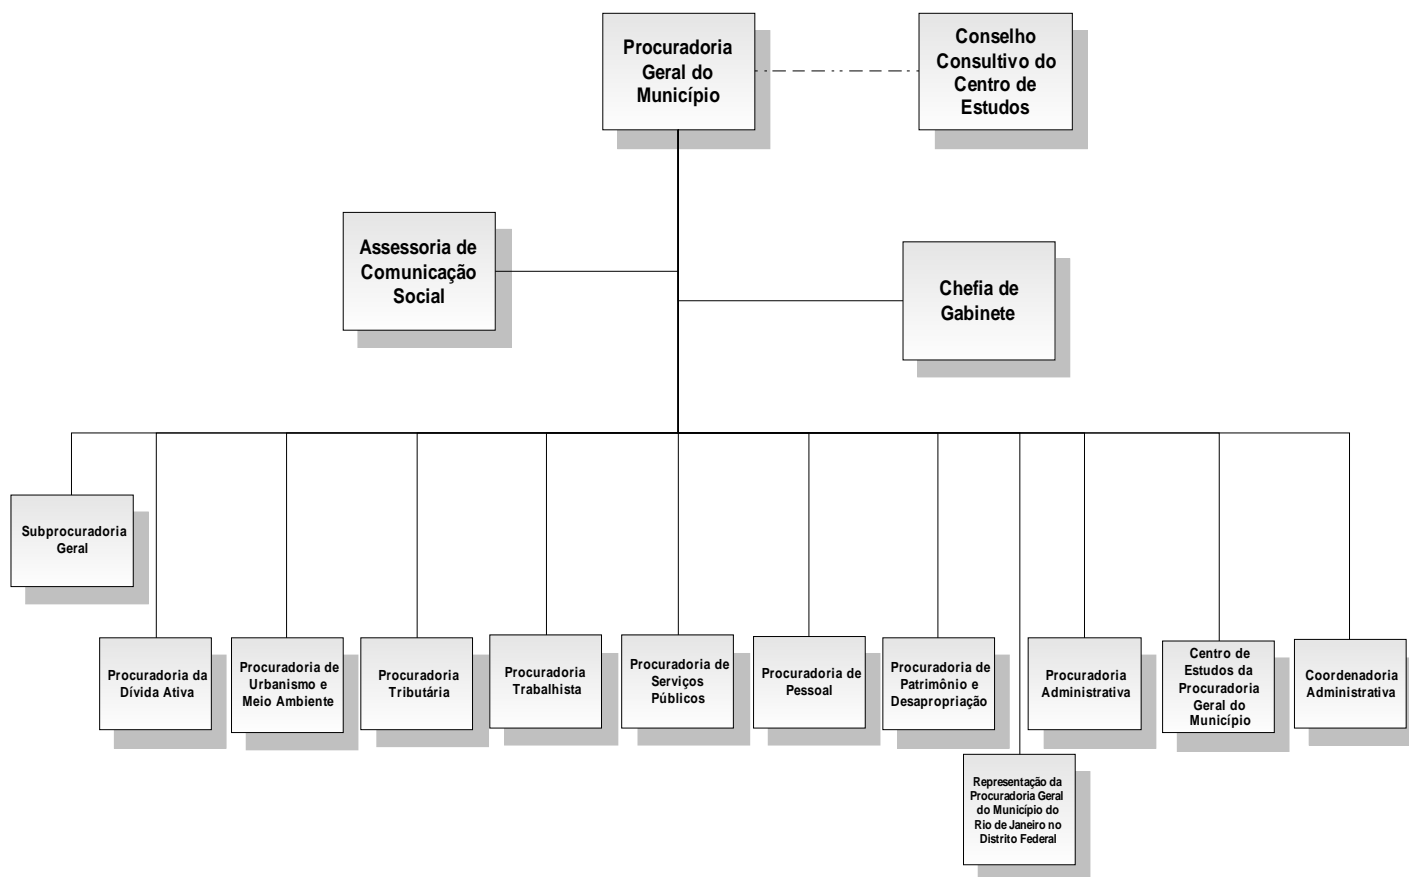 Procuradoria
Geral do
Município
Conselho
Consultivo do
Centro de
Estudos
Assessoria de
Comunicação
Social
Chefia de
Gabinete
Subprocuradoria
Geral
Procuradoria da
Dívida Ativa
Procuradoria de
Urbanismo e
Meio Ambiente
Procuradoria
Tributária
Procuradoria
Trabalhista
Procuradoria de
Serviços
Públicos
Procuradoria de
Pessoal
Procuradoria de
Patrimônio e
Desapropriação
Representação da
Procuradoria Geral
do Município do
Rio de Janeiro no
Distrito Federal
Procuradoria
Administrativa
Centro de
Estudos da
Procuradoria
Geral do
Município
Coordenadoria
Administrativa